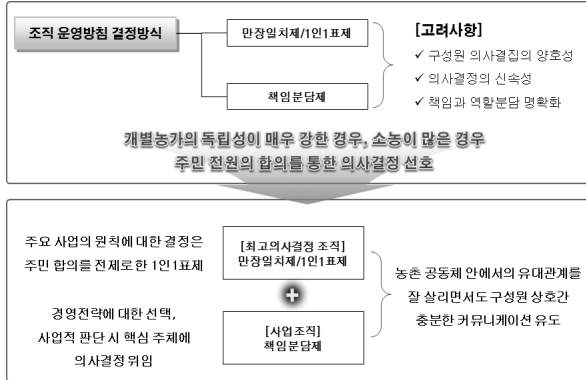 조직 운영방침 결정방식
만장일치제/1인1표제
책임분담제
[고려사항]
✓ 구성원 의사결집의 양호성
✓ 의사결정의 신속성
✓ 책임과 역할분담 명확화
개별농가의 독립성이 매우 강한 경우, 소농이 많은 경우
주민 전원의 합의를 통한 의사결정 선호
주요 사업의 원칙에 대한 결정은
주민 합의를 전제로한 1인1표제
경영전략에 대한 선택,
사업적 판단 시 핵심 주체에
의사결정 위임
[최고의사결정 조직]
만장일치제/1인1표제
[사업조직]
책임분담제
농촌 공동체 안에서의 유대관계를
잘 살리면서도 구성원 상호간
충분한 커뮤니케이션 유도